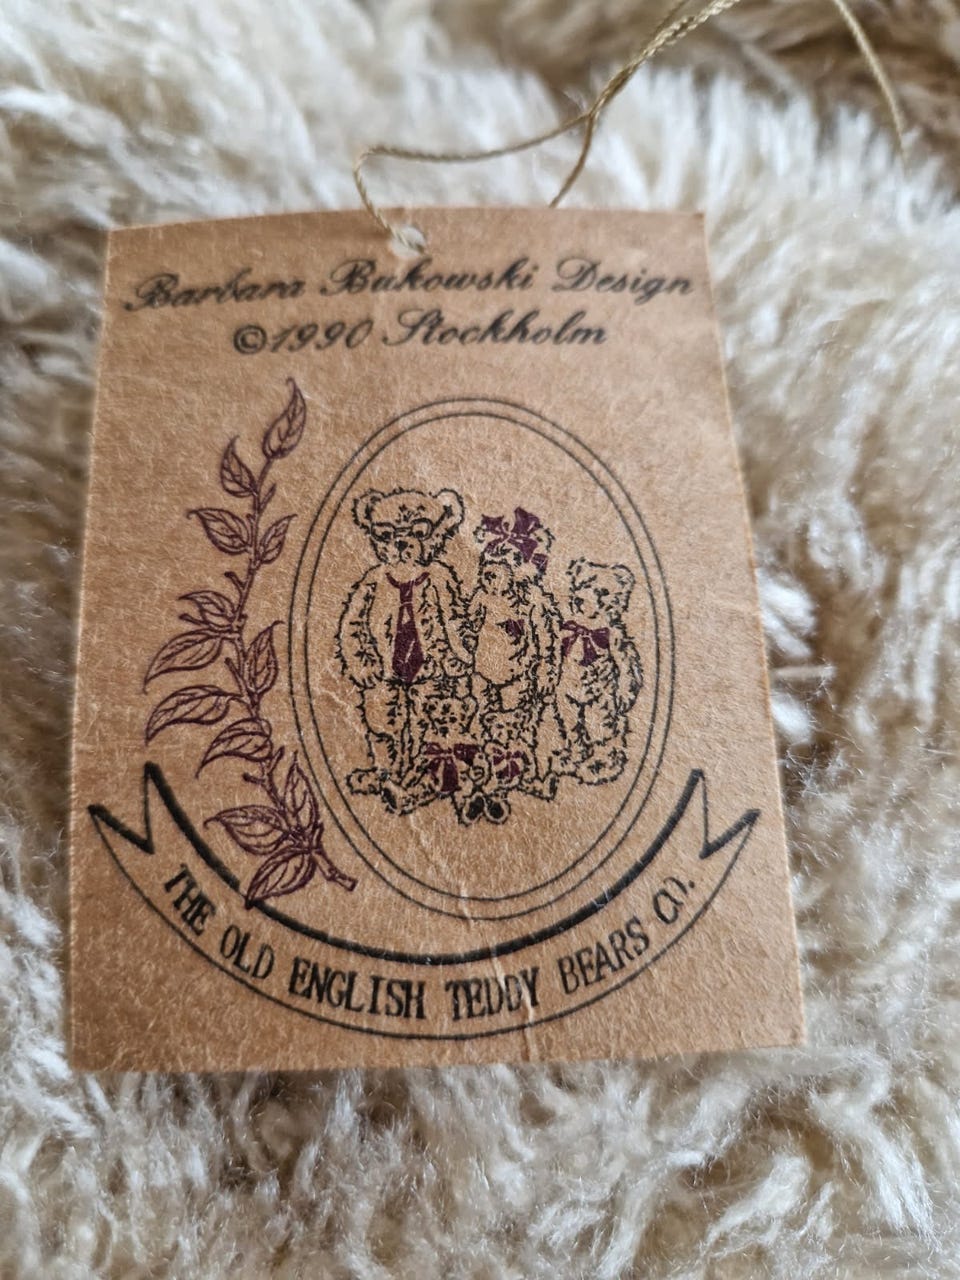 Barbara Bukowski Design
©1990 Stockholm
THE OLD ENGLISH TEDDY BEARS CO.